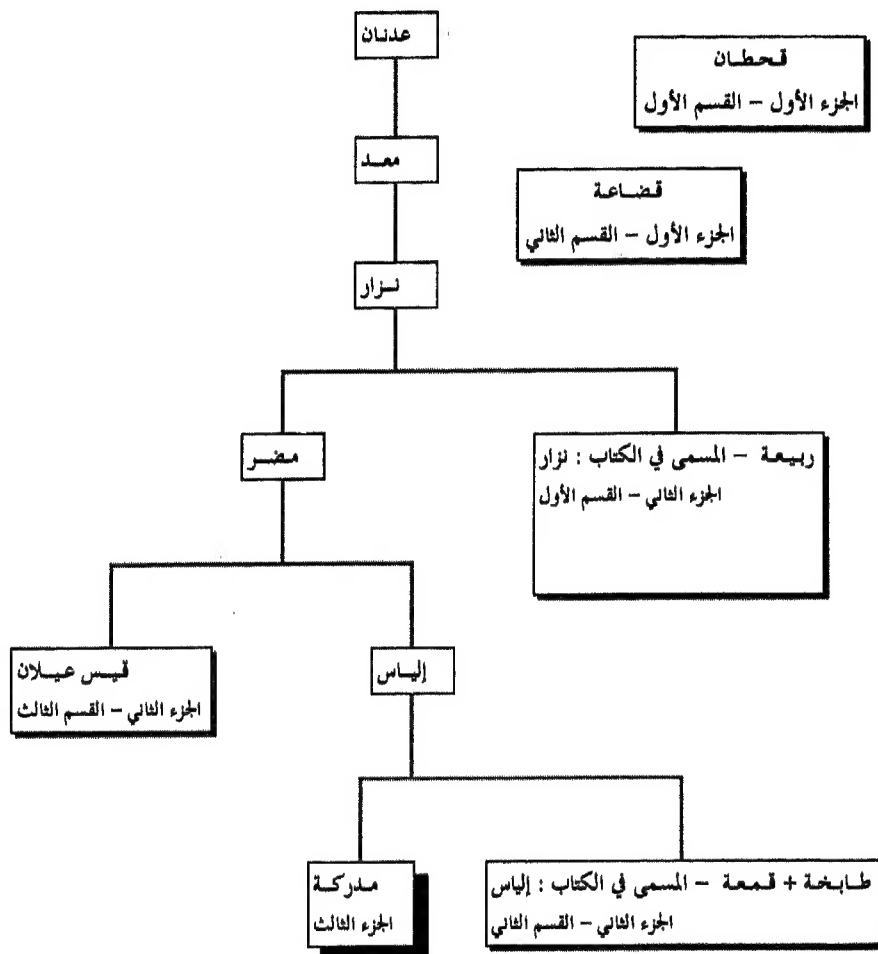 عدنان
قحطان
الجزء الأول – القسم الأول
معد
قضاعة
الجزء الأول – القسم الثاني
نزار
مضر
ربيعة – المسمى في الكتاب : نزار
الجزء الثاني – القسم الأول
قيس عيلان
الجزء الثاني – القسم الثالث
إلياس
مدركة
الجزء الثالث
طابخة + قمعة – المسمى في الكتاب : إلياس
الجزء الثاني – القسم الثاني